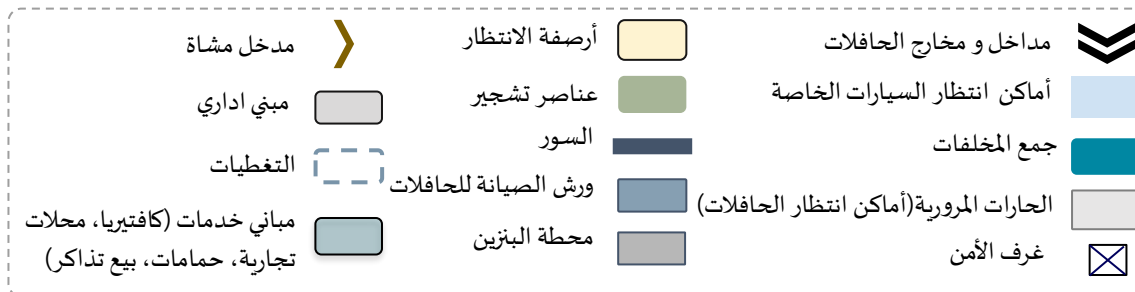 مداخل و مخارج الحافلات
أماكن انتظار السيارات الخاصة
جمع المخلفات
الحارات المرورية(أماكن انتظار الحافلات)
غرف الأمن
أرصفة الانتظار
عناصر تشجير
السور
ورش الصيانة للحافلات
محطة البنزين
مدخل مشاة
مبني اداري
التغطيات
مباني خدمات (كافتيريا، محلات
تجارية، حمامات، بيع تذاكر)